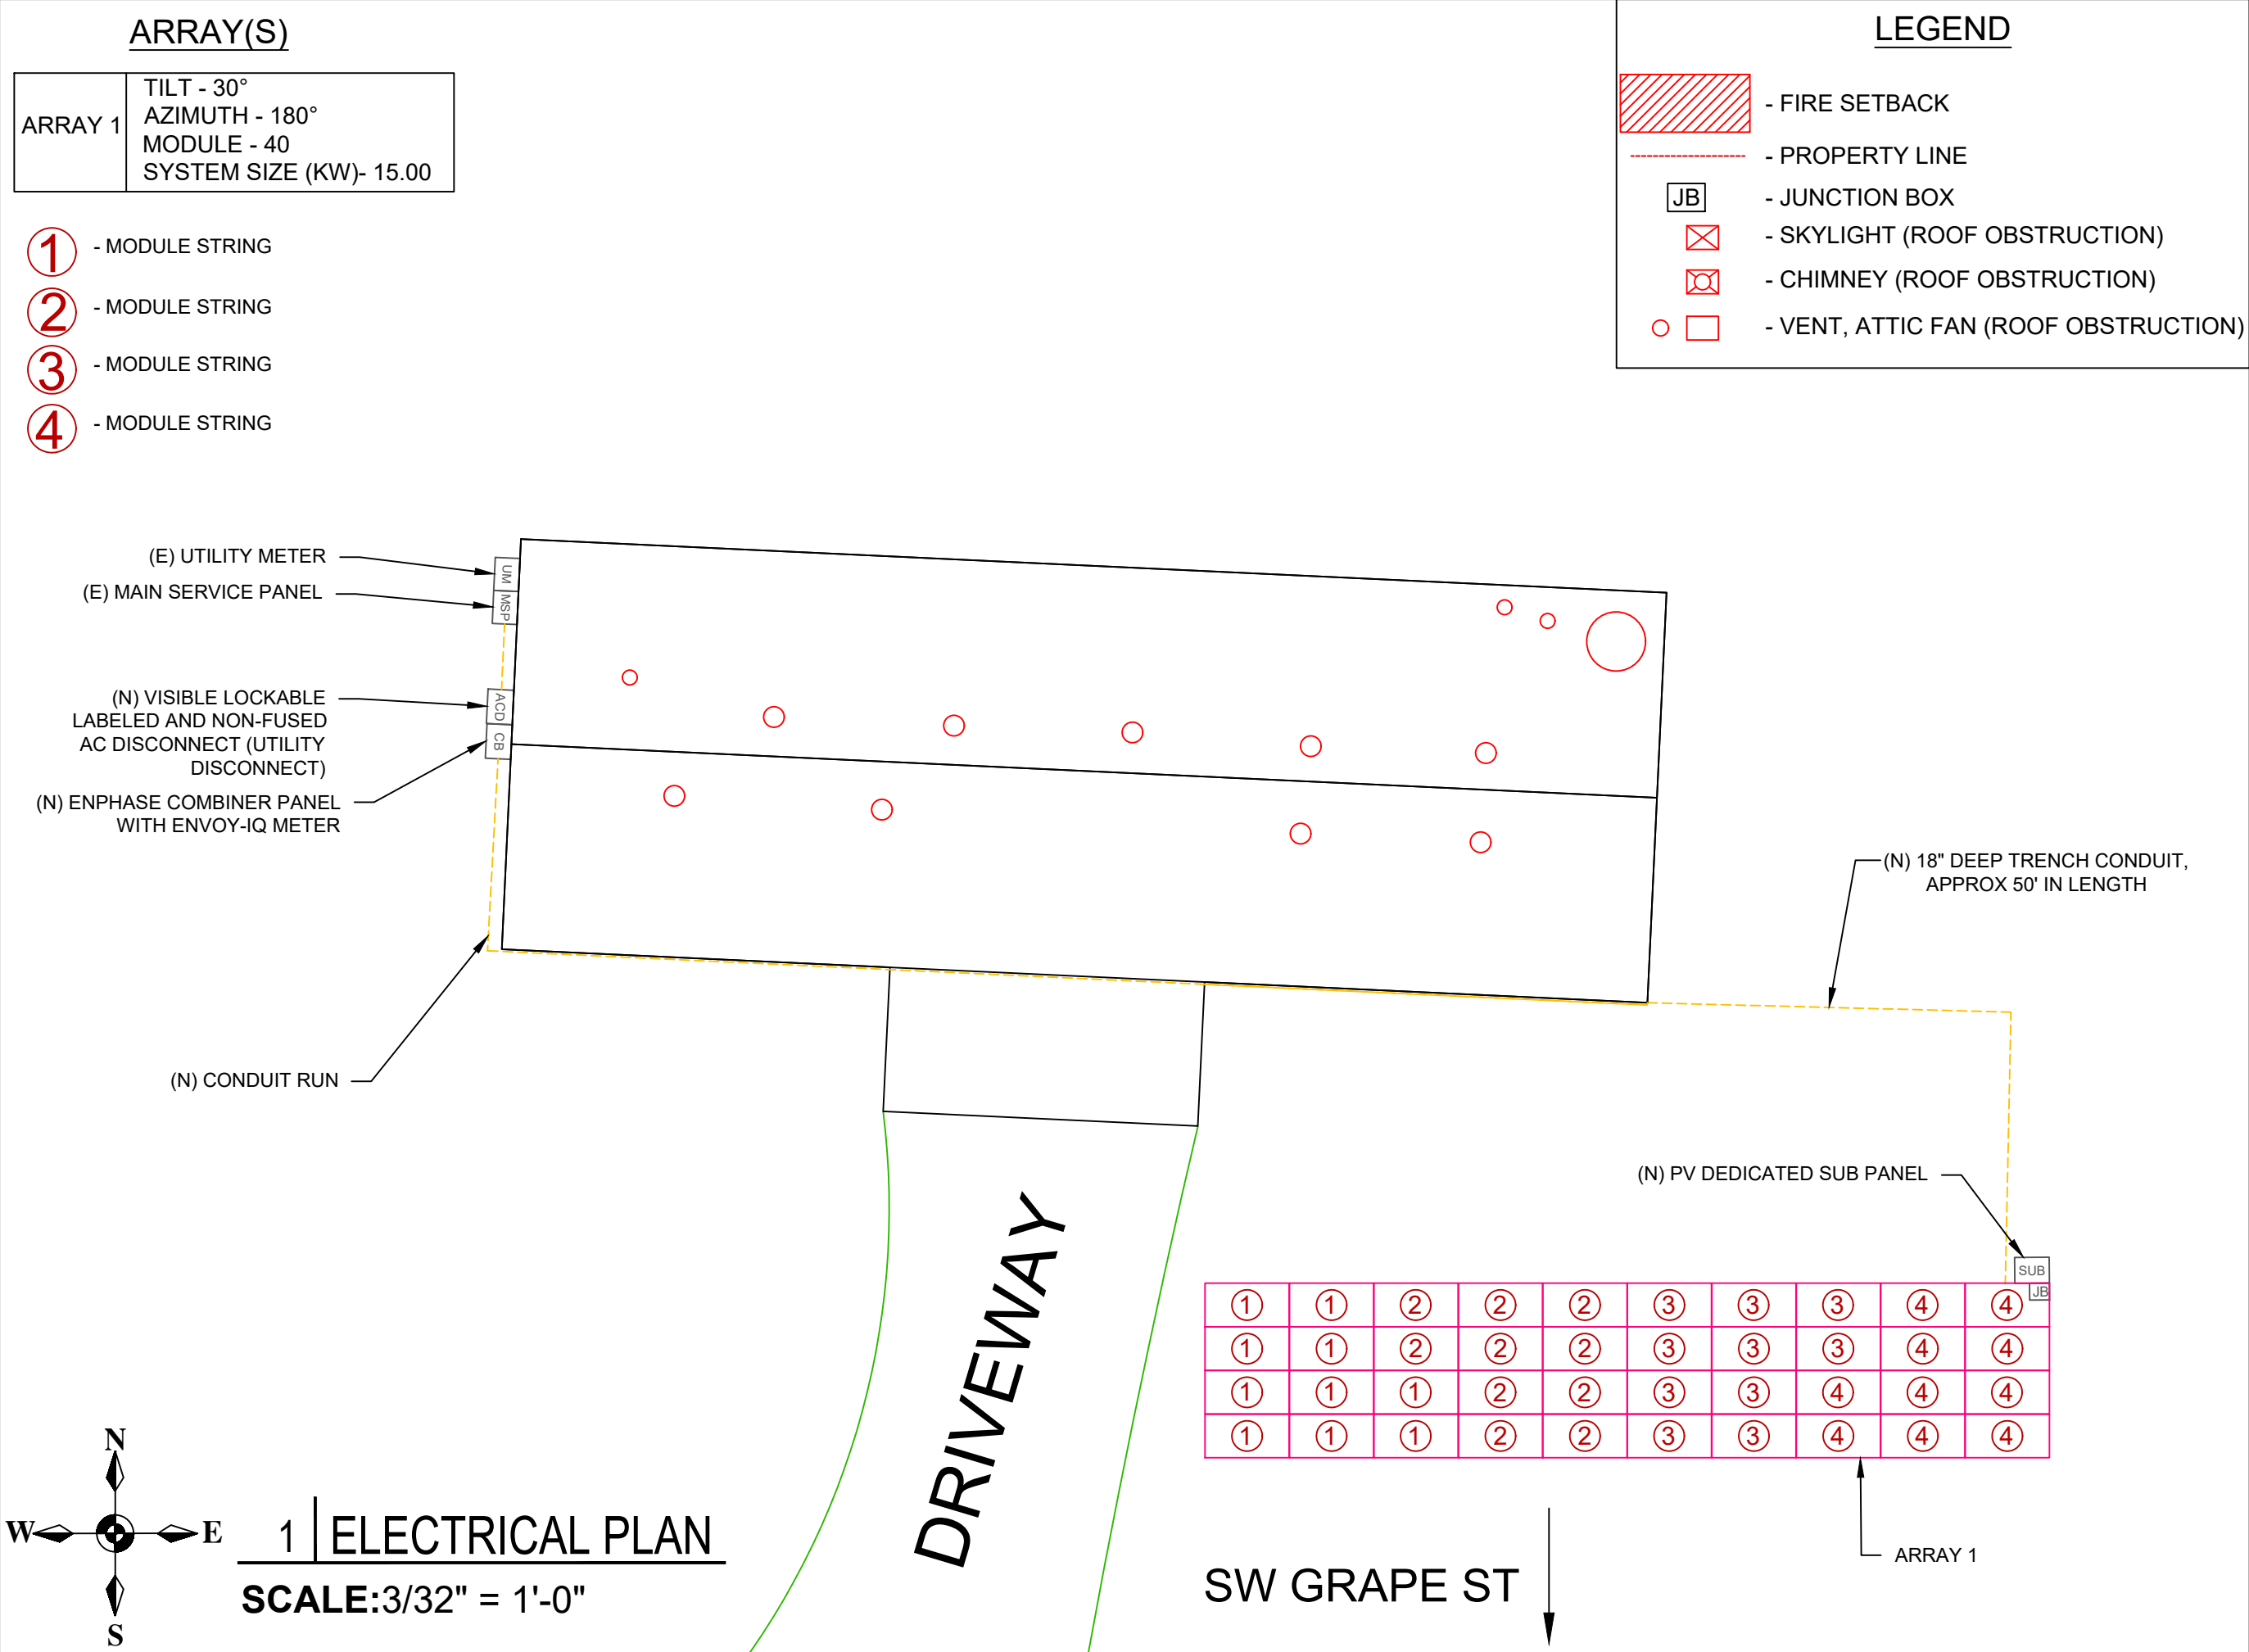 ARRAY(S)
ARRAY 1
TILT - 30°
AZIMUTH - 180°
MODULE - 40
SYSTEM SIZE (KW)- 15.00
1 - MODULE STRING
2 - MODULE STRING
3 - MODULE STRING
4 - MODULE STRING
LEGEND
- FIRE SETBACK
- PROPERTY LINE
JB - JUNCTION BOX
- SKYLIGHT (ROOF OBSTRUCTION)
- CHIMNEY (ROOF OBSTRUCTION)
- VENT, ATTIC FAN (ROOF OBSTRUCTION)
(E) UTILITY METER
(E) MAIN SERVICE PANEL
(N) VISIBLE LOCKABLE
LABELED AND NON-FUSED
AC DISCONNECT (UTILITY
DISCONNECT)
(N) ENPHASE COMBINER PANEL
WITH ENVOY-IQ METER
(N) CONDUIT RUN
UM
MSP
ACD
CB
(N) 18" DEEP TRENCH CONDUIT,
APPROX 50' IN LENGTH
(N) PV DEDICATED SUB PANEL
SUB
JB
1 1 2 2 2 3 3 3 4 4
1 1 2 2 2 3 3 3 4 4
1 1 1 2 2 3 3 4 4 4
1 1 1 2 2 3 3 4 4 4
ARRAY 1
DRIVEWAY
SW GRAPE ST
N
W E
S
1 ELECTRICAL PLAN
SCALE:3/32" = 1'-0"